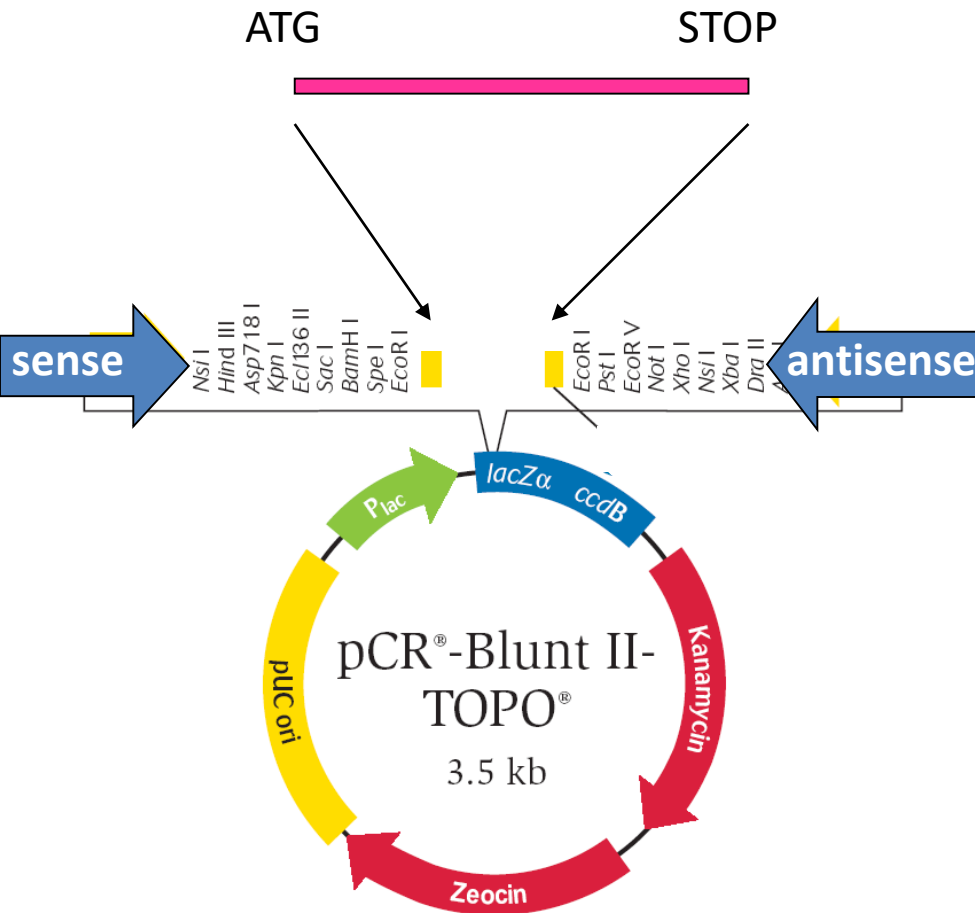 ATG
STOP
sense
Nsi I
Hind III
Asp718 I
Kpn I
Ecl136 II
Sac I
BamH I
Spe I
EcoR I
EcoR I
Pst I
EcoR V
Not I
Xho I
Nsi I
Xba I
Dra II
antisense
Plac
lacZα ccdB
Kanamycin
pUC ori
pCR®-Blunt II-
TOPO®
3.5 kb
Zeocin